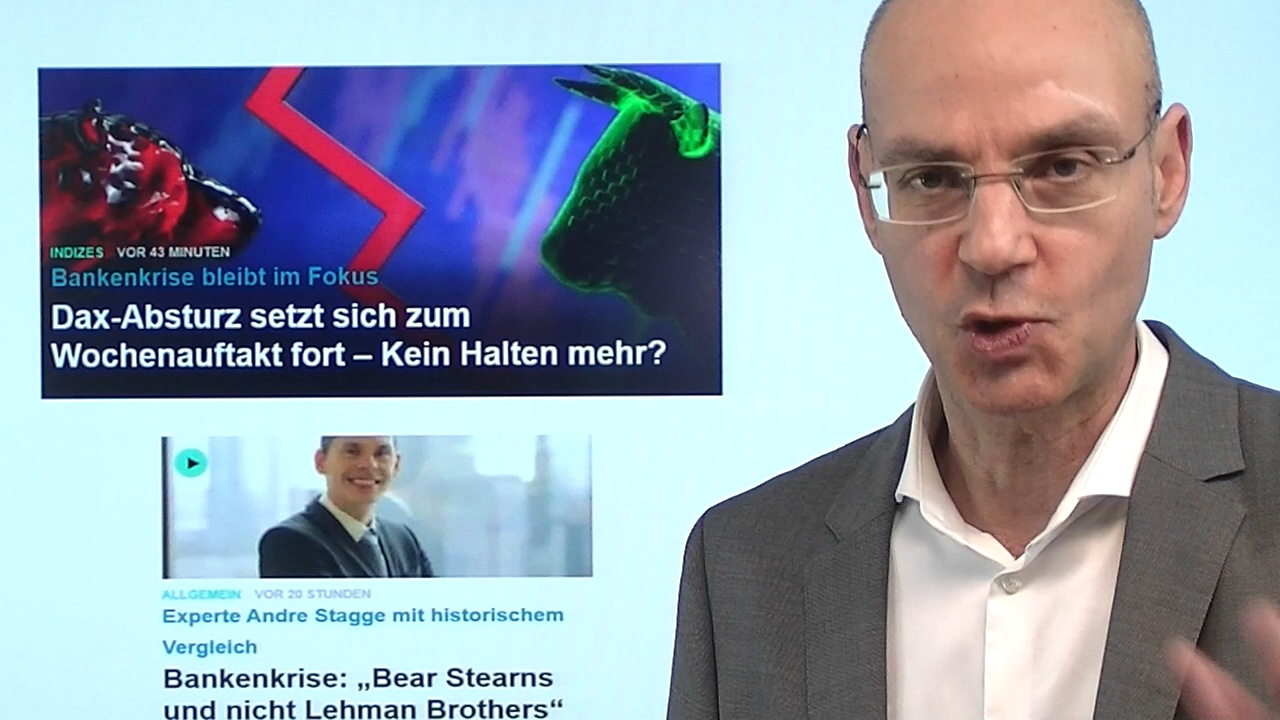 INDIZES VOR 43 MINUTEN
Bankenkrise bleibt im Fokus
Dax-Absturz setzt sich zum
Wochenauftakt fort – Kein Halten mehr?
ALLGEMEIN VOR 20 STUNDEN
Experte Andre Stagge mit historischem
Vergleich
Bankenkrise: „Bear Stearns
und nicht Lehman Brothers“